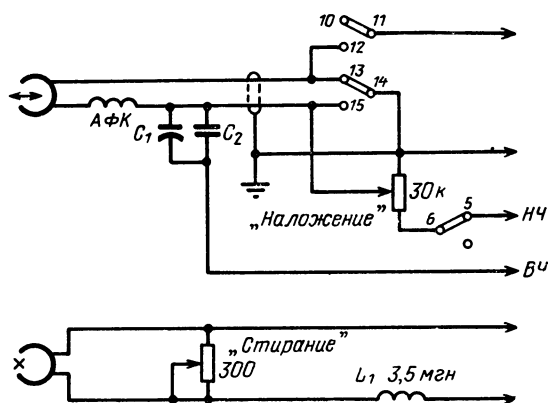 10 11
12
13
14
15
АФК
C₁ C₂
30к
„Наложение”
6 5
НЧ
ВЧ
„Стирание”
300
L₁ 3,5 мгн